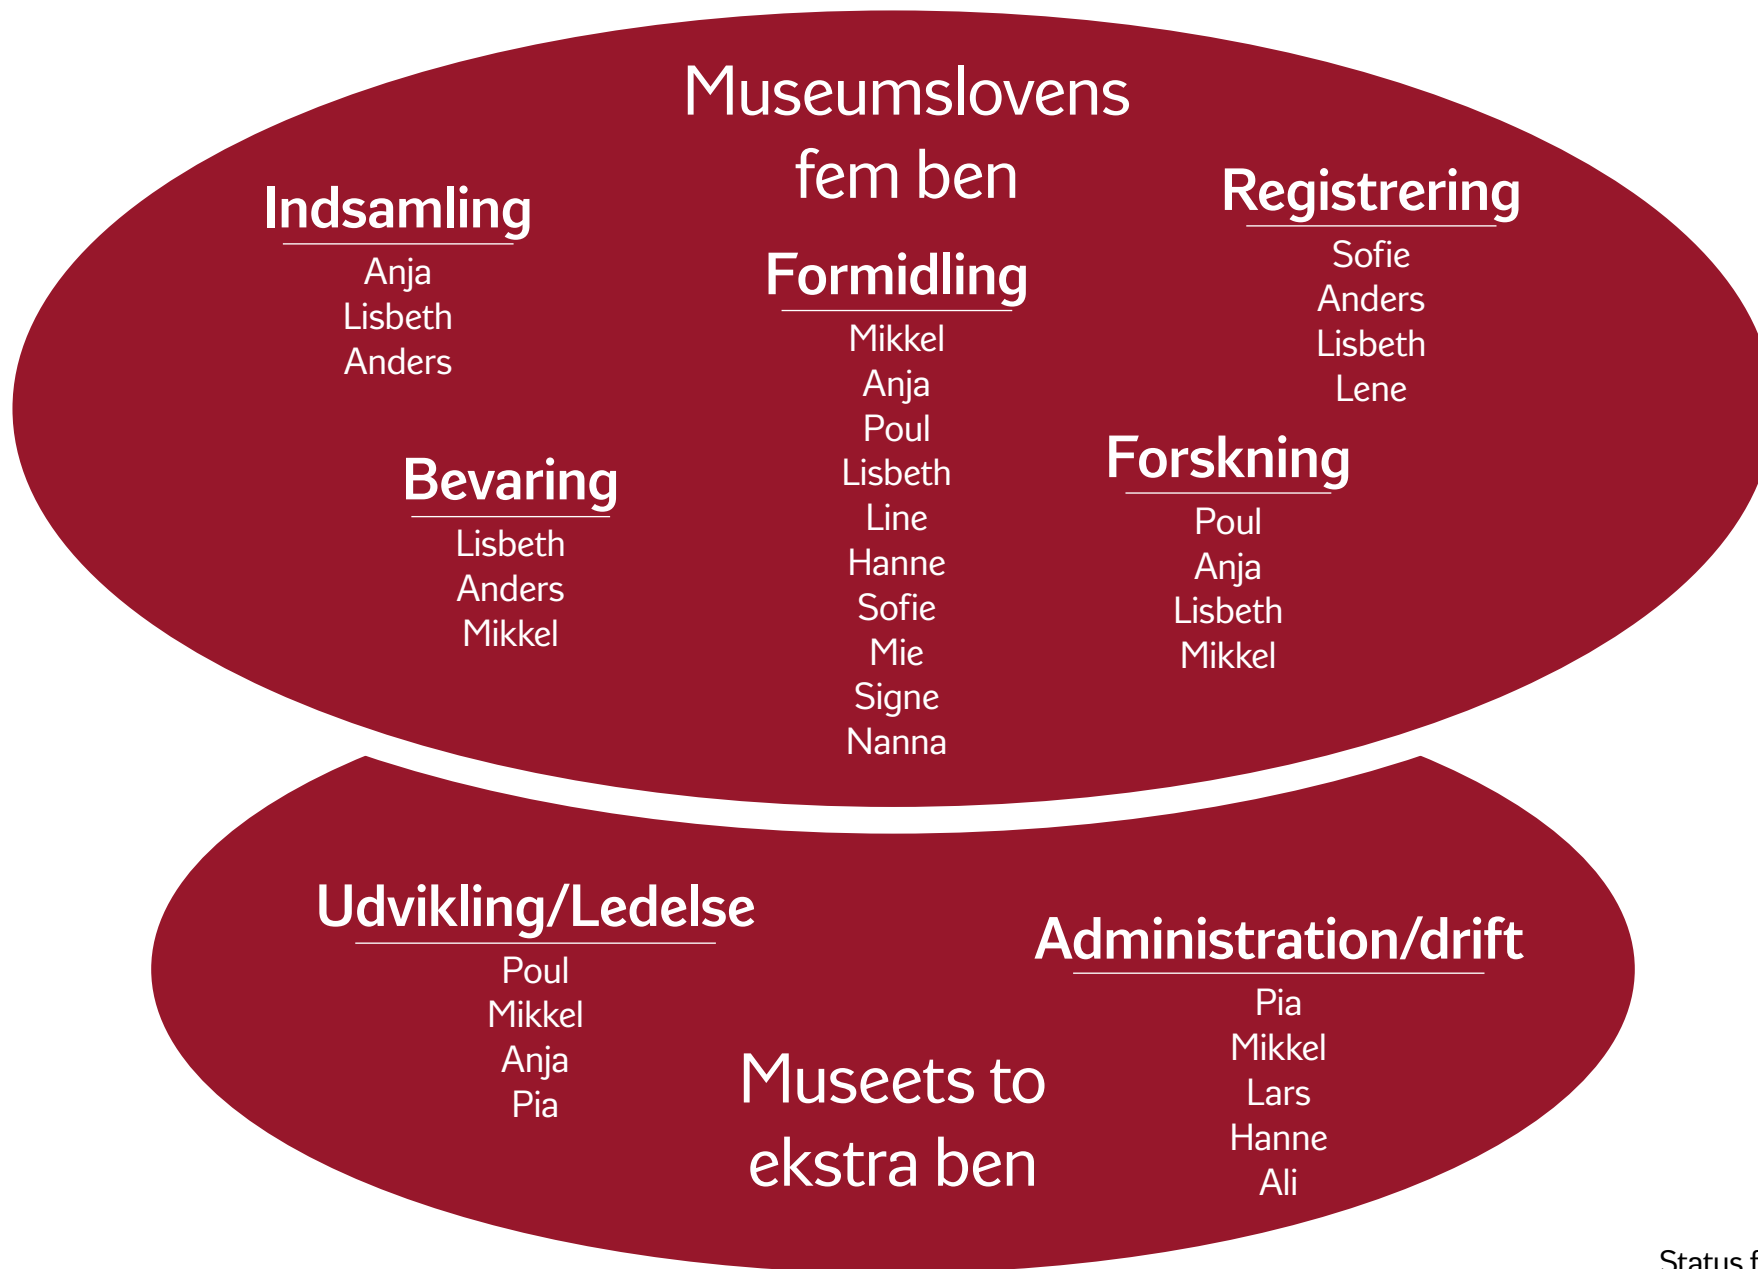 Museumslovens
fem ben
Indsamling
Anja
Lisbeth
Anders
Formidling
Mikkel
Anja
Poul
Lisbeth
Line
Hanne
Sofie
Mie
Signe
Nanna
Registrering
Sofie
Anders
Lisbeth
Lene
Bevaring
Lisbeth
Anders
Mikkel
Forskning
Poul
Anja
Lisbeth
Mikkel
Udvikling/Ledelse
Poul
Mikkel
Anja
Pia
Administration/drift
Pia
Mikkel
Lars
Hanne
Ali
Museets to
ekstra ben
Status f